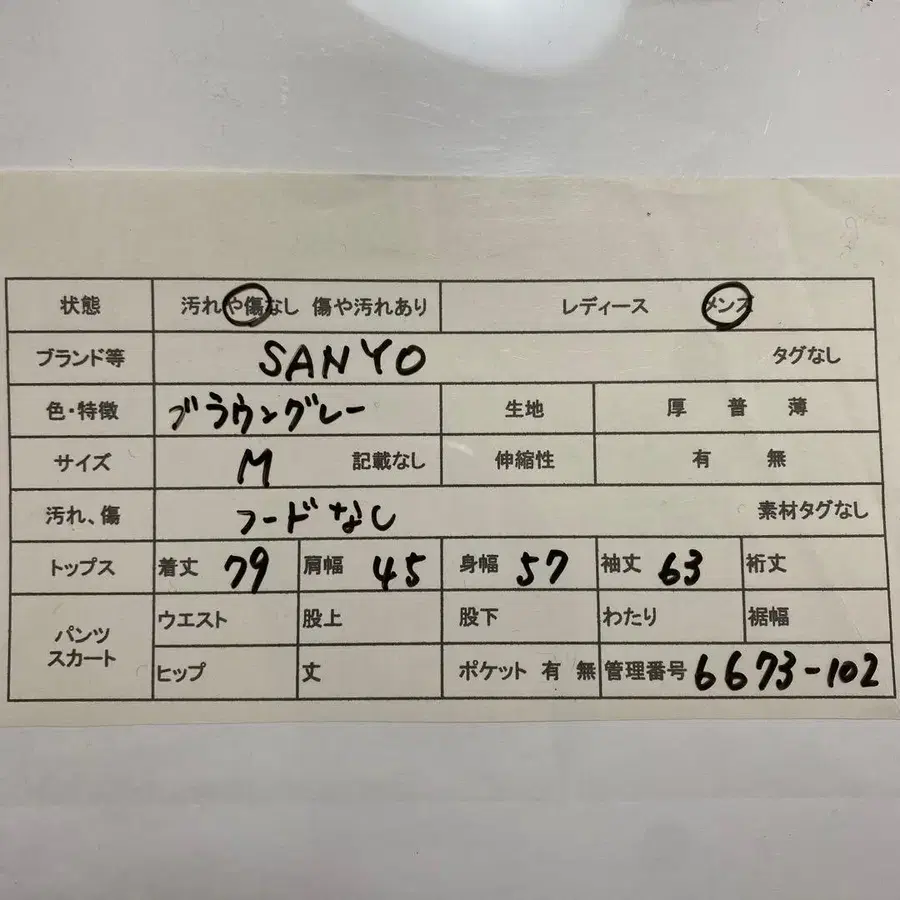 状態 汚れや傷なし 傷や汚れあり レディース メンズ
ブランド等 SANYO タグなし
色・特徴 ブラウングレー 生地 厚 普 薄
サイズ M 記載なし 伸縮性 有 無
汚れ、傷 フードなし 素材タグなし
トップス 着丈 79 肩幅 45 身幅 57 袖丈 63 裄丈
パンツ スカート
ウエスト 股上 股下 わたり 裾幅
ヒップ 丈 ポケット 有 無 管理番号 6673-102